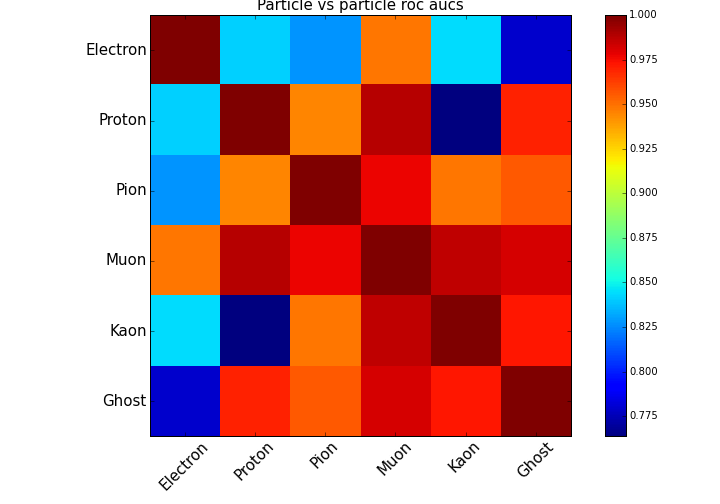 Particle vs particle roc aucs
Electron
Proton
Pion
Muon
Kaon
Ghost
Electron
Proton
Pion
Muon
Kaon
Ghost
1.000
0.975
0.950
0.925
0.900
0.875
0.850
0.825
0.800
0.775